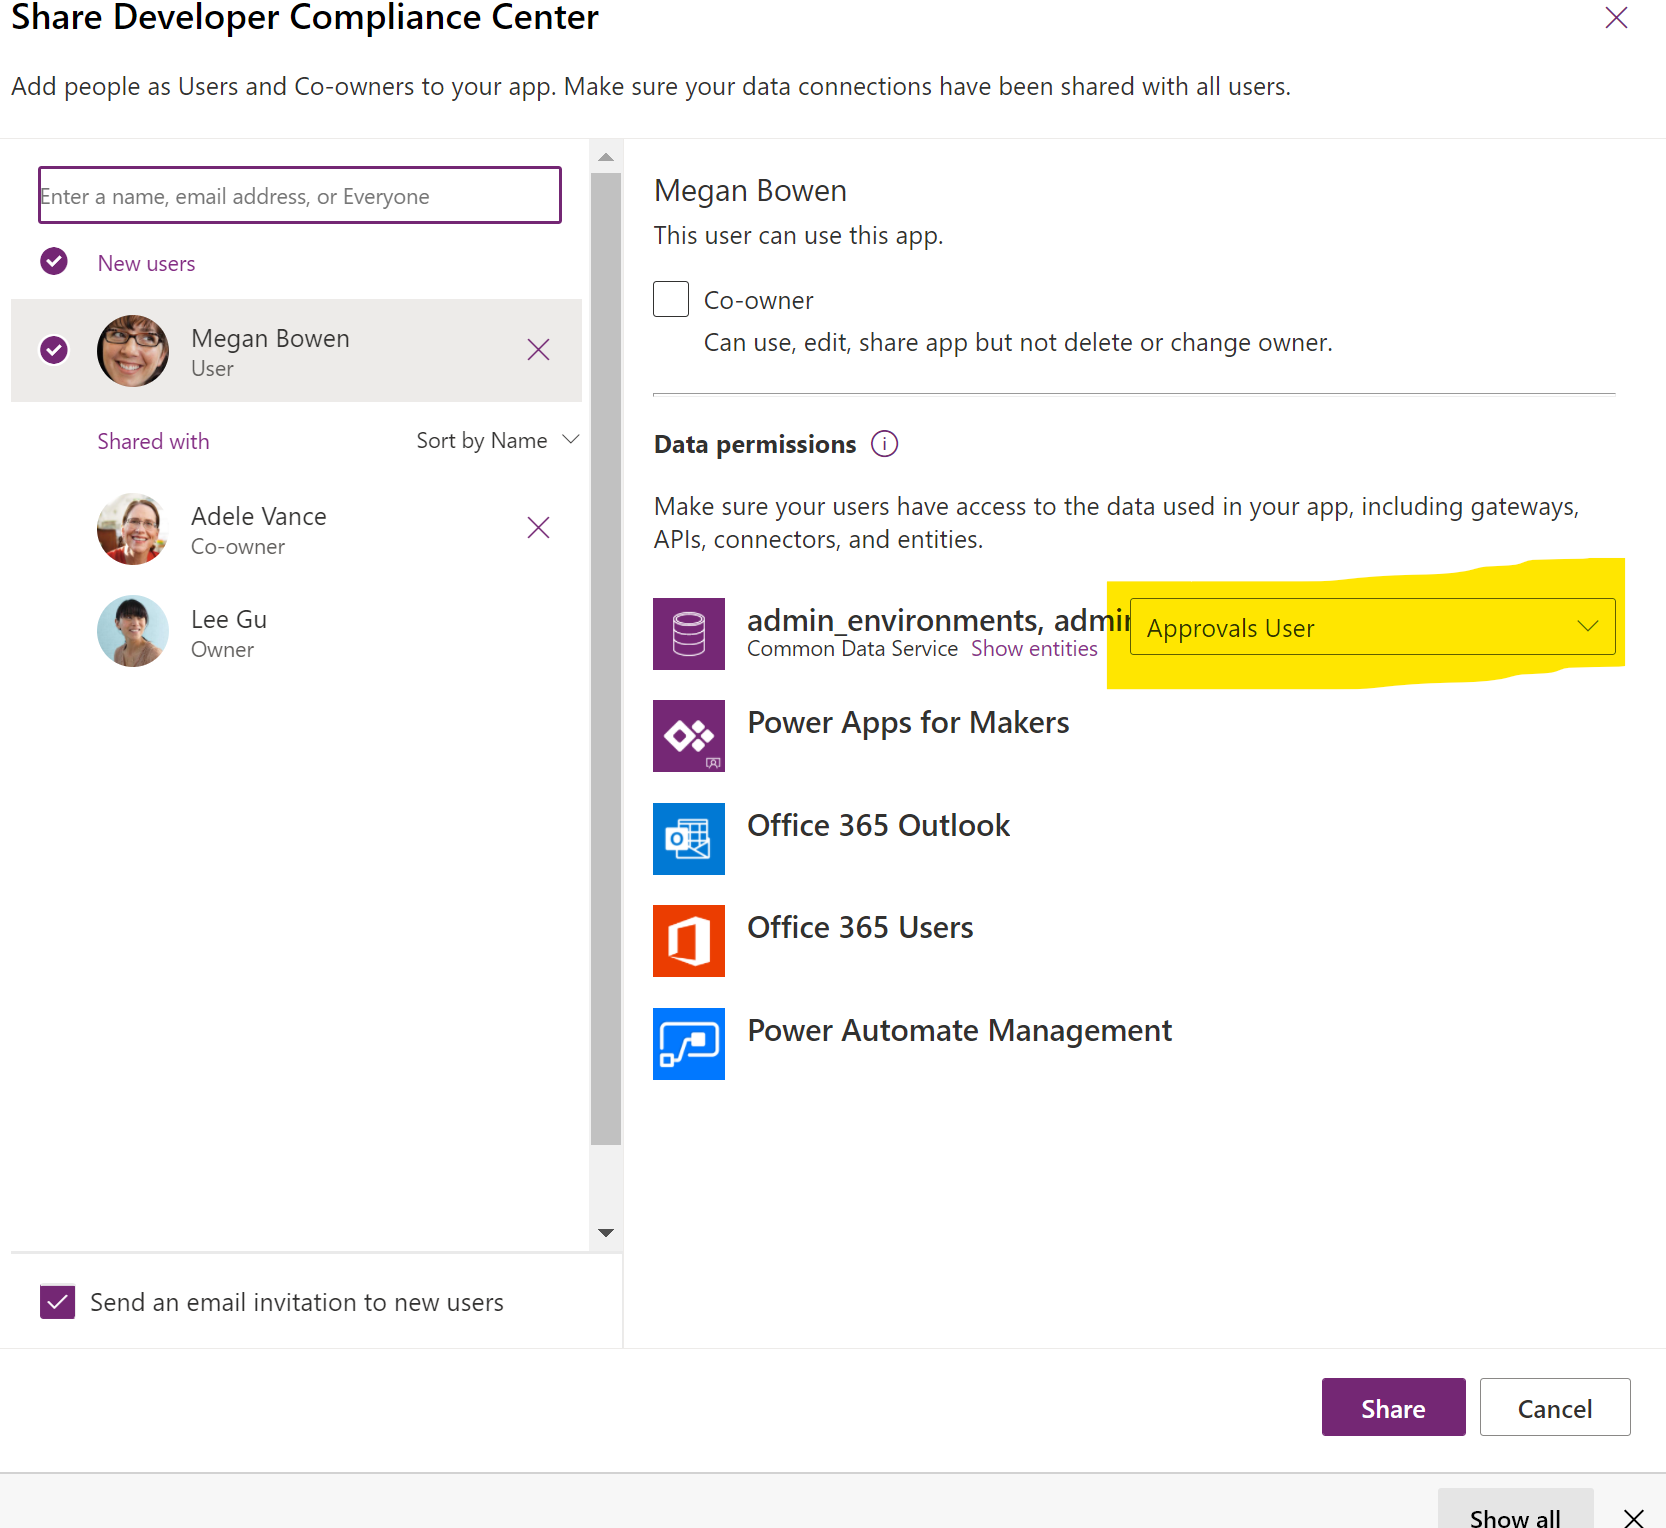 Share Developer Compliance Center
Add people as Users and Co-owners to your app. Make sure your data connections have been shared with all users.
Enter a name, email address, or Everyone
New users
Megan Bowen
User
Shared with
Sort by Name
Adele Vance
Co-owner
Lee Gu
Owner
Send an email invitation to new users
Megan Bowen
This user can use this app.
Co-owner
Can use, edit, share app but not delete or change owner.
Data permissions
Make sure your users have access to the data used in your app, including gateways,
APIs, connectors, and entities.
admin_environments, admin
Approvals User
Common Data Service Show entities
Power Apps for Makers
Office 365 Outlook
Office 365 Users
Power Automate Management
Share
Cancel
Show all